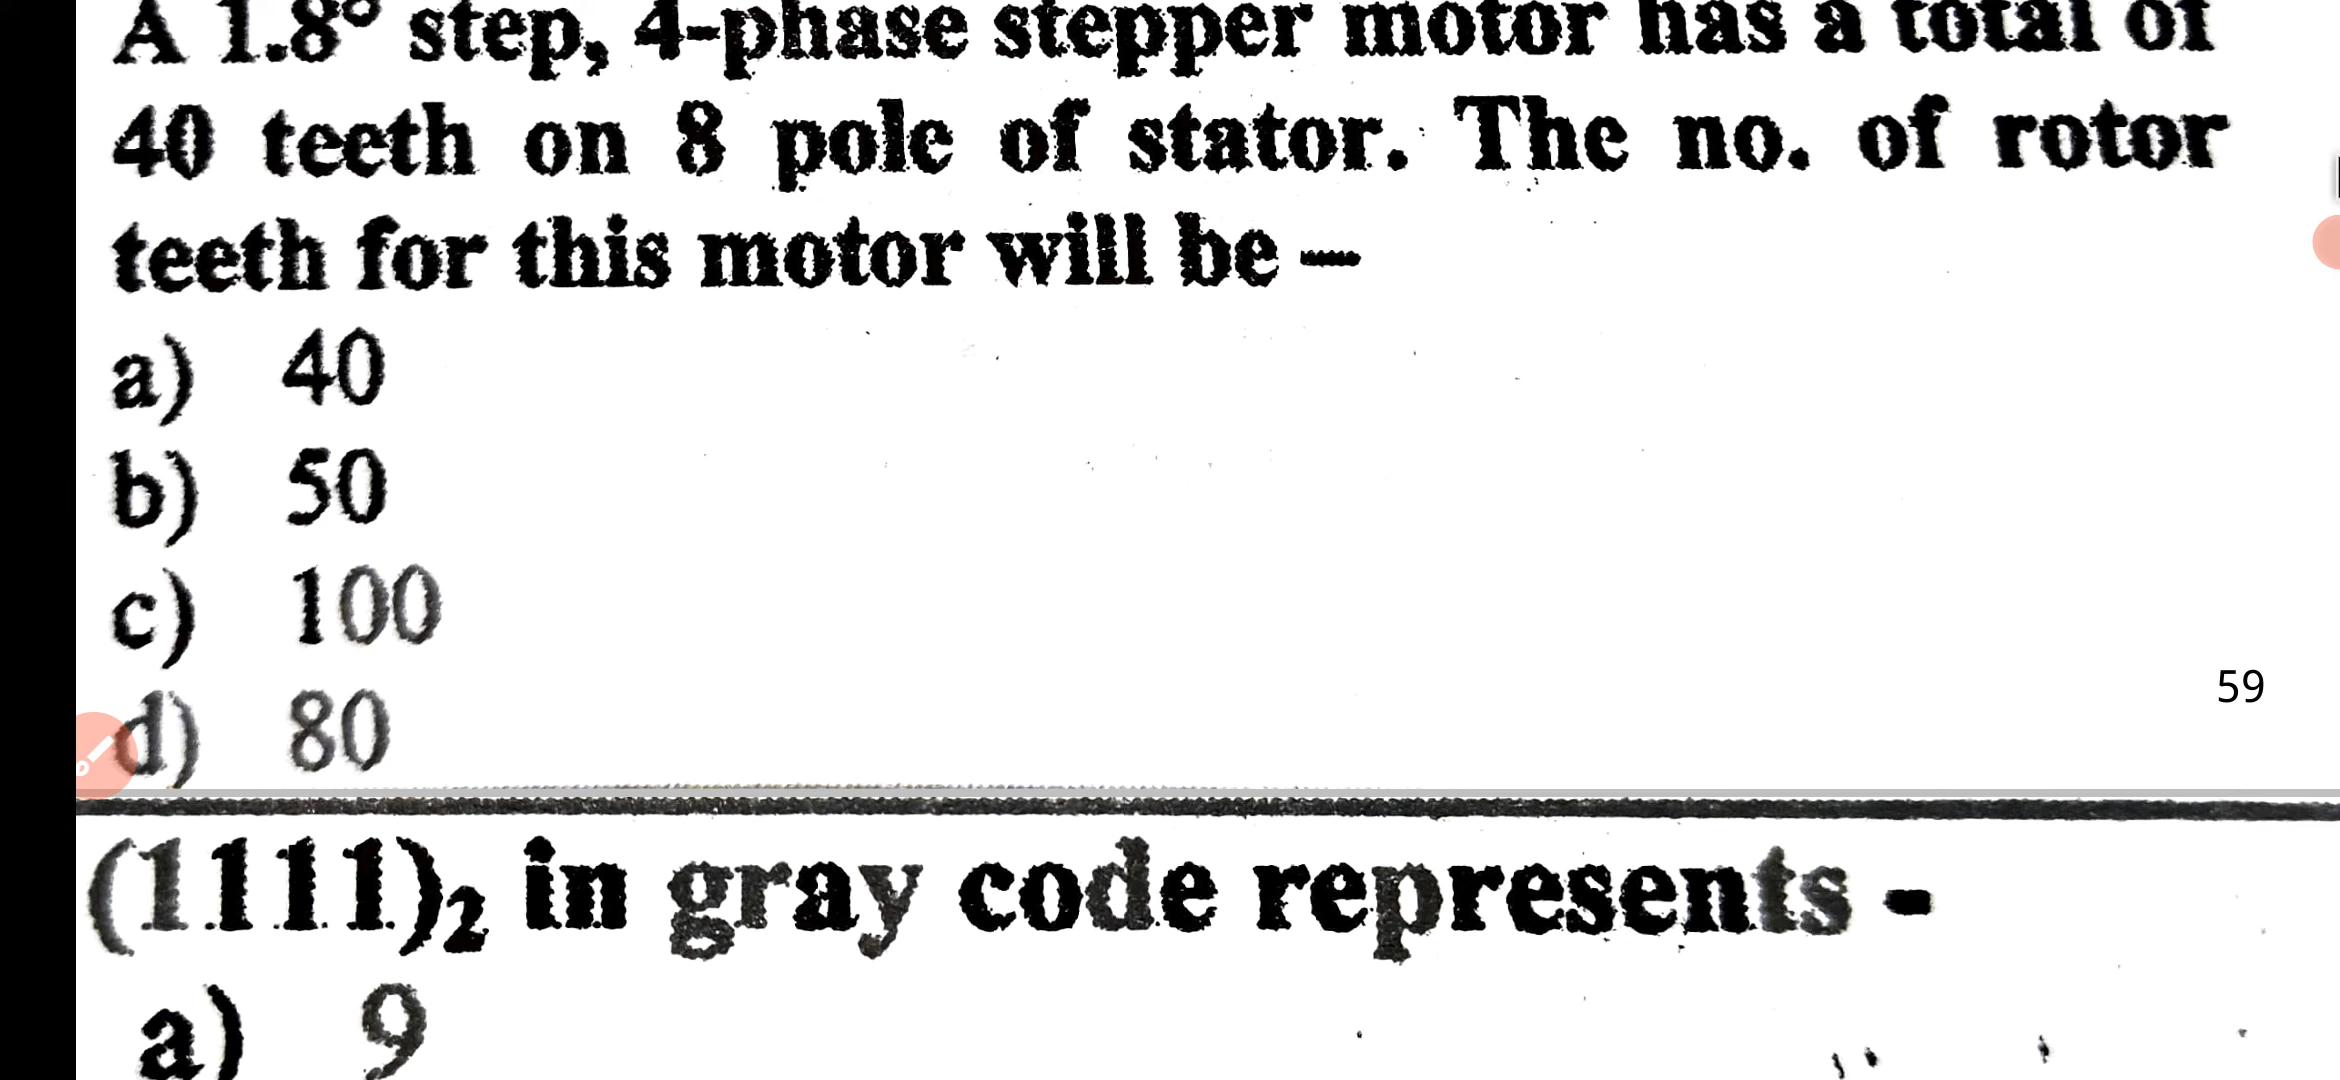 A 1.8° step, 4-phase stepper motor has a total of
40 teeth on 8 pole of stator. The no. of rotor
teeth for this motor will be –
a) 40
b) 50
c) 100
d) 80
59
(1111)₂ in gray code represents -
a) 9